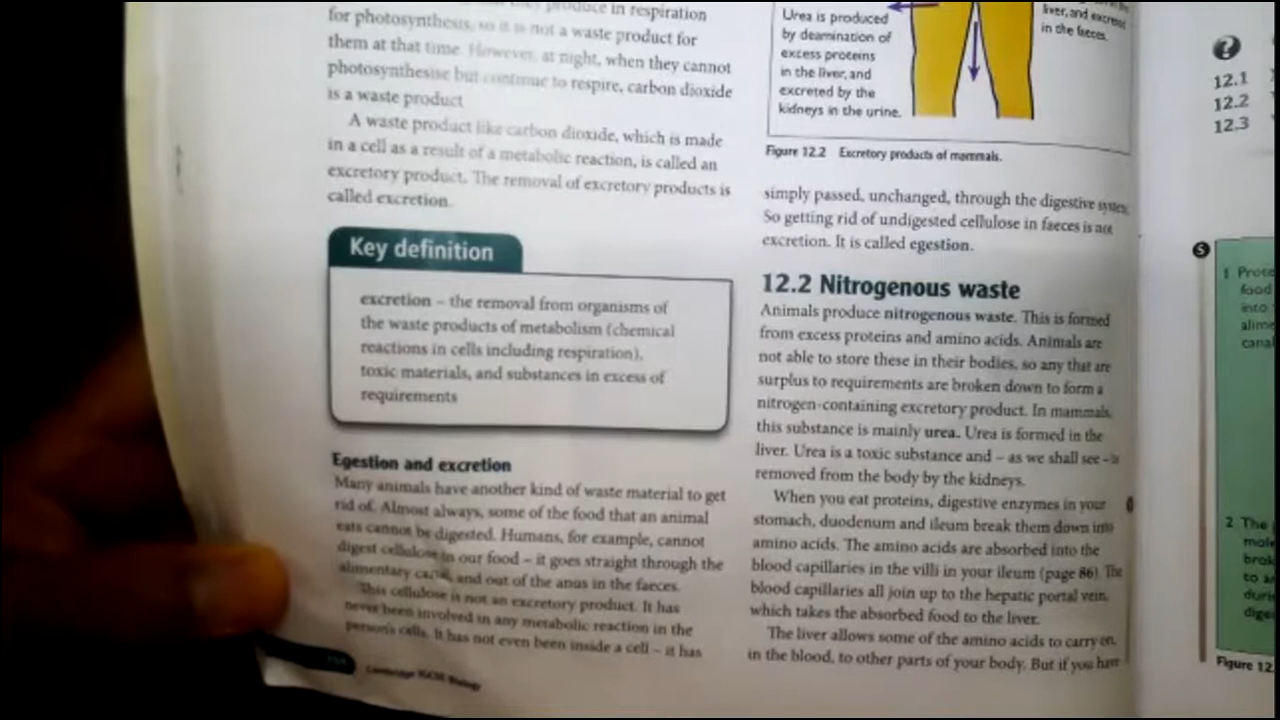 produce in respiration
for photosynthesis, so it is not a waste product for
them at that time. However, at night, when they cannot
photosynthesise but continue to respire, carbon dioxide
is a waste product
A waste product like carbon dioxide, which is made
in a cell as a result of a metabolic reaction, is called an
excretory product. The removal of excretory products is
called excretion.
Key definition
excretion – the removal from organisms of
the waste products of metabolism (chemical
reactions in cells including respiration),
toxic materials, and substances in excess of
requirements
Egestion and excretion
Many animals have another kind of waste material to get
rid of. Almost always, some of the food that an animal
eats cannot be digested. Humans, for example, cannot
digest cellulose in our food – it goes straight through the
alimentary canal, and out of the anus in the faeces.
This cellulose is not an excretory product. It has
never been involved in any metabolic reaction in the
person's cells. It has not even been inside a cell – it has
Cambridge IGCSE Biology
Urea is produced
by deamination of
excess proteins
in the liver, and
excreted by the
kidneys in the urine.
liver, and excreted
in the faeces.
Figure 12.2 Excretory products of mammals.
simply passed, unchanged, through the digestive system.
So getting rid of undigested cellulose in faeces is not
excretion. It is called egestion.
12.2 Nitrogenous waste
Animals produce nitrogenous waste. This is formed
from excess proteins and amino acids. Animals are
not able to store these in their bodies, so any that are
surplus to requirements are broken down to form a
nitrogen-containing excretory product. In mammals,
this substance is mainly urea. Urea is formed in the
liver. Urea is a toxic substance and – as we shall see – is
removed from the body by the kidneys.
When you eat proteins, digestive enzymes in your
stomach, duodenum and ileum break them down into
amino acids. The amino acids are absorbed into the
blood capillaries in the villi in your ileum (page 86). The
blood capillaries all join up to the hepatic portal vein,
which takes the absorbed food to the liver.
The liver allows some of the amino acids to carry on,
in the blood, to other parts of your body. But if you have
?
12.1
12.2
12.3
S
1 Prote
food
into
alime
canal
2 The
mole
brok
to a
duri
dige
Figure 12.